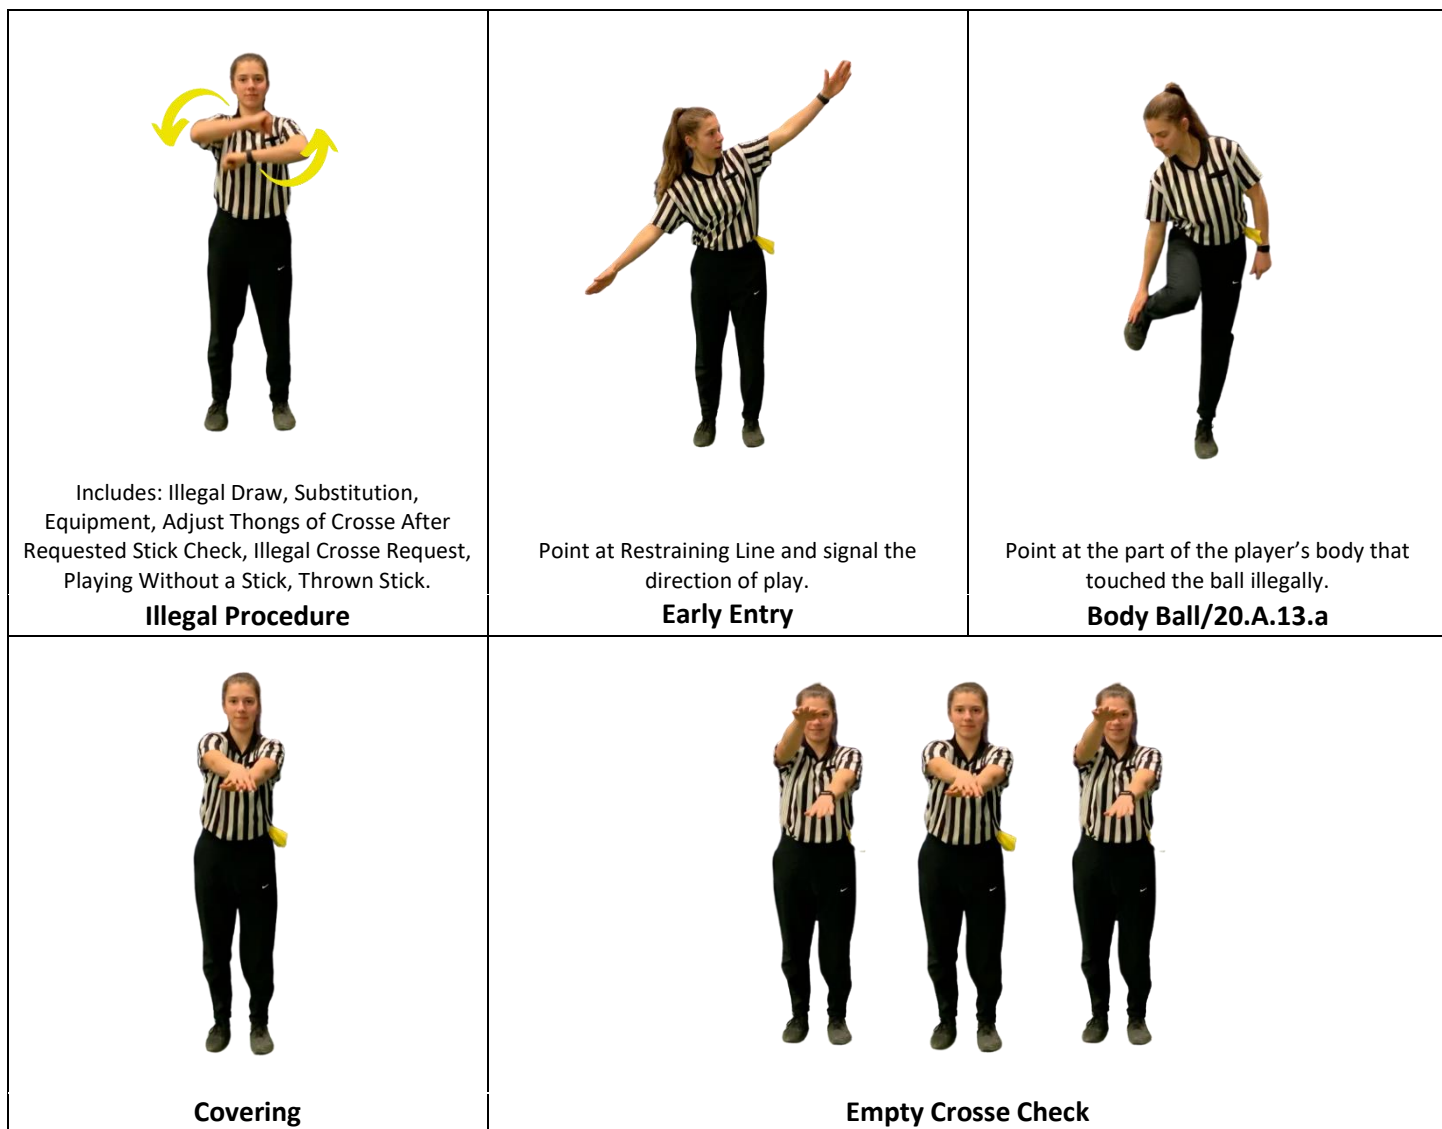 Includes: Illegal Draw, Substitution,
Equipment, Adjust Thongs of Crosse After
Requested Stick Check, Illegal Crosse Request,
Playing Without a Stick, Thrown Stick.
Illegal Procedure
Point at Restraining Line and signal the
direction of play.
Early Entry
Point at the part of the player’s body that
touched the ball illegally.
Body Ball/20.A.13.a
Covering
Empty Crosse Check